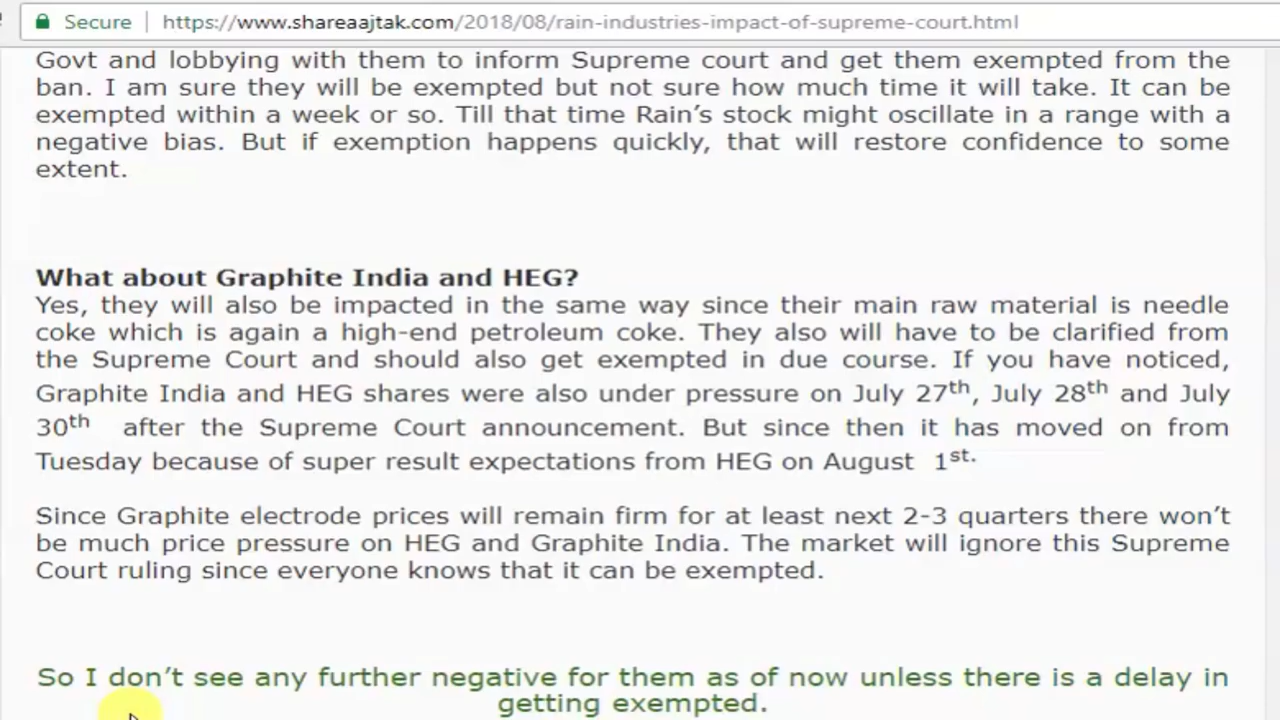 Secure https://www.shareaajtak.com/2018/08/rain-industries-impact-of-supreme-court.html
Govt and lobbying with them to inform Supreme court and get them exempted from the
ban. I am sure they will be exempted but not sure how much time it will take. It can be
exempted within a week or so. Till that time Rain’s stock might oscillate in a range with a
negative bias. But if exemption happens quickly, that will restore confidence to some
extent.
What about Graphite India and HEG?
Yes, they will also be impacted in the same way since their main raw material is needle
coke which is again a high-end petroleum coke. They also will have to be clarified from
the Supreme Court and should also get exempted in due course. If you have noticed,
Graphite India and HEG shares were also under pressure on July 27th, July 28th and July
30th after the Supreme Court announcement. But since then it has moved on from
Tuesday because of super result expectations from HEG on August 1st.
Since Graphite electrode prices will remain firm for at least next 2-3 quarters there won’t
be much price pressure on HEG and Graphite India. The market will ignore this Supreme
Court ruling since everyone knows that it can be exempted.
So I don’t see any further negative for them as of now unless there is a delay in
getting exempted.